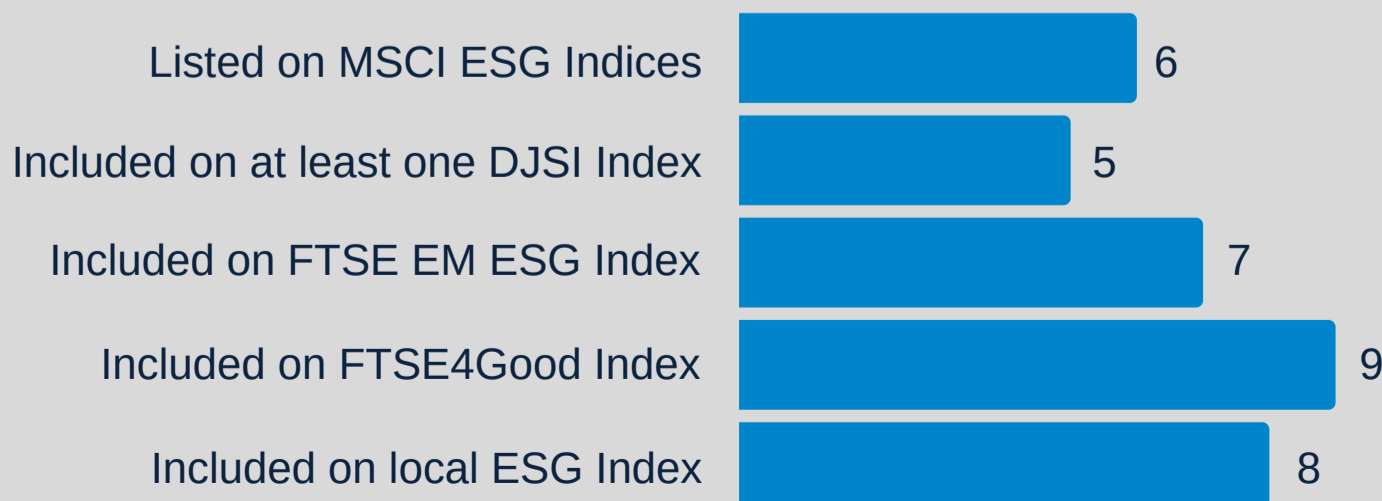 Listed on MSCI ESG Indices 6
Included on at least one DJSI Index 5
Included on FTSE EM ESG Index 7
Included on FTSE4Good Index 9
Included on local ESG Index 8